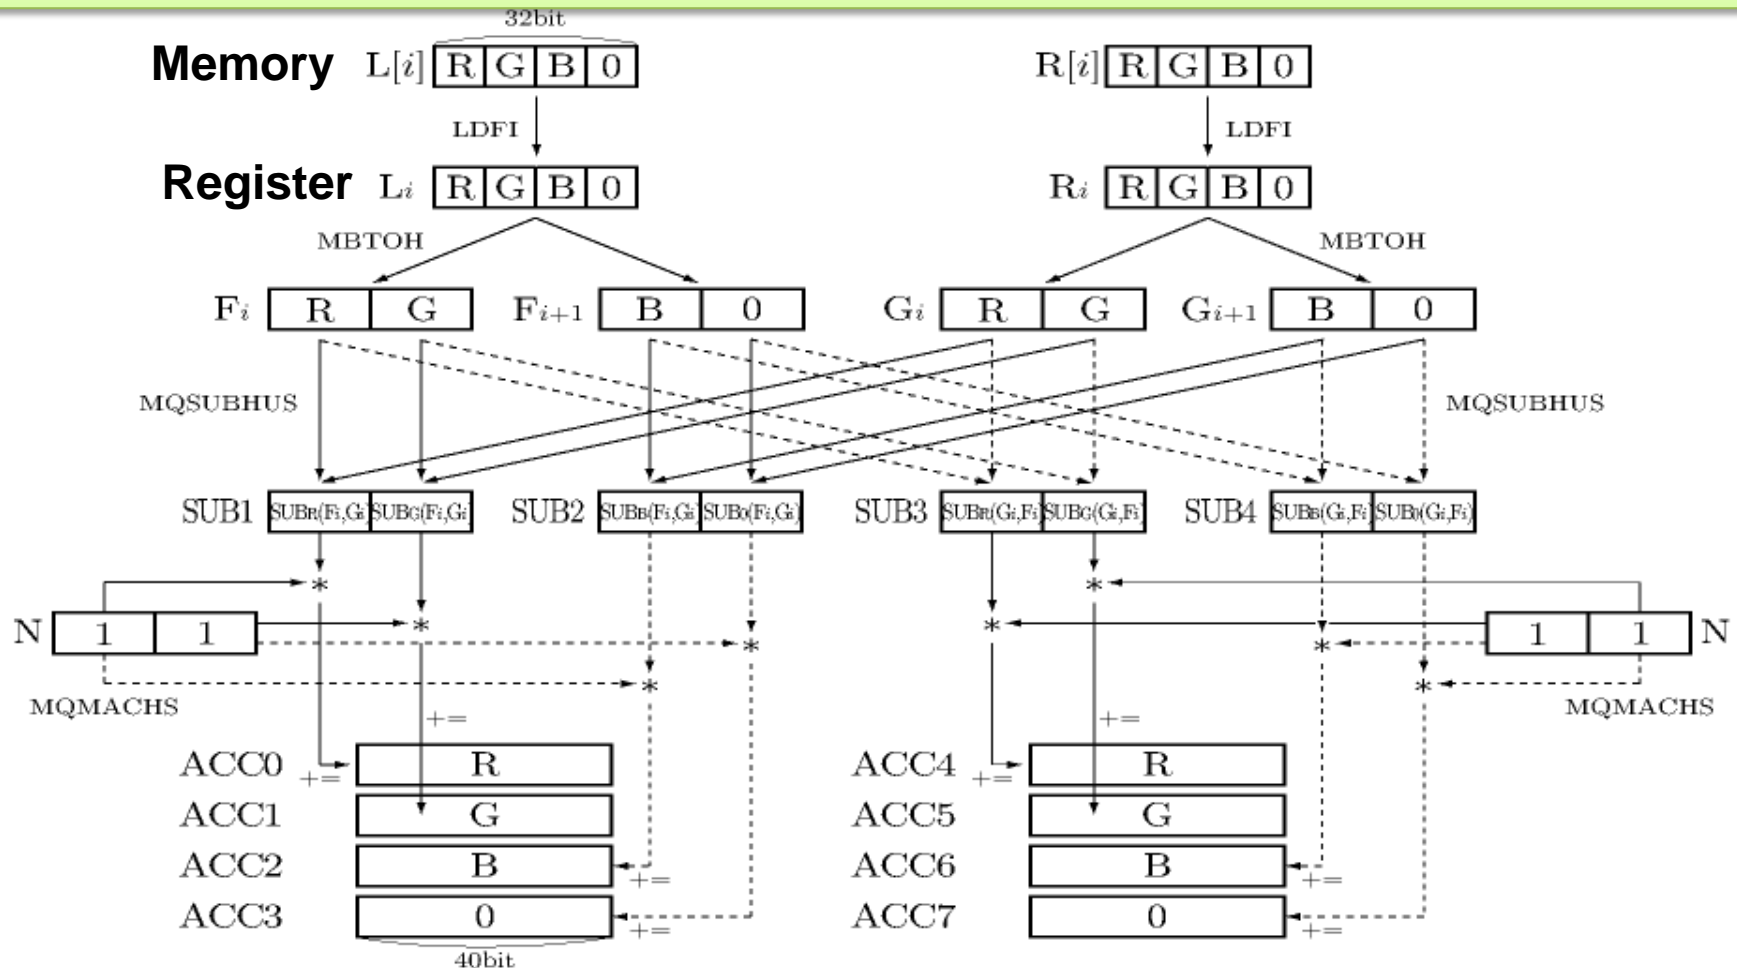 32bit
Memory L[i] R G B 0 R[i] R G B 0
LDFI LDFI
Register Li R G B 0 Ri R G B 0
MBTOH MBTOH
Fi R G Fi+1 B 0 Gi R G Gi+1 B 0
MQSUBHUS MQSUBHUS
SUB1 SUBR(Fi,Gi) SUBG(Fi,Gi) SUB2 SUBB(Fi,Gi) SUB0(Fi,Gi) SUB3 SUBR(Gi,Fi) SUBG(Gi,Fi) SUB4 SUBB(Gi,Fi) SUB0(Gi,Fi)
* *
N 1 1 * * 1 1 N
* *
* *
MQMACHS MQMACHS
+= +=
ACC0 += R ACC4 += R
ACC1 G ACC5 G
ACC2 B += ACC6 B +=
ACC3 0 += ACC7 0 +=
40bit